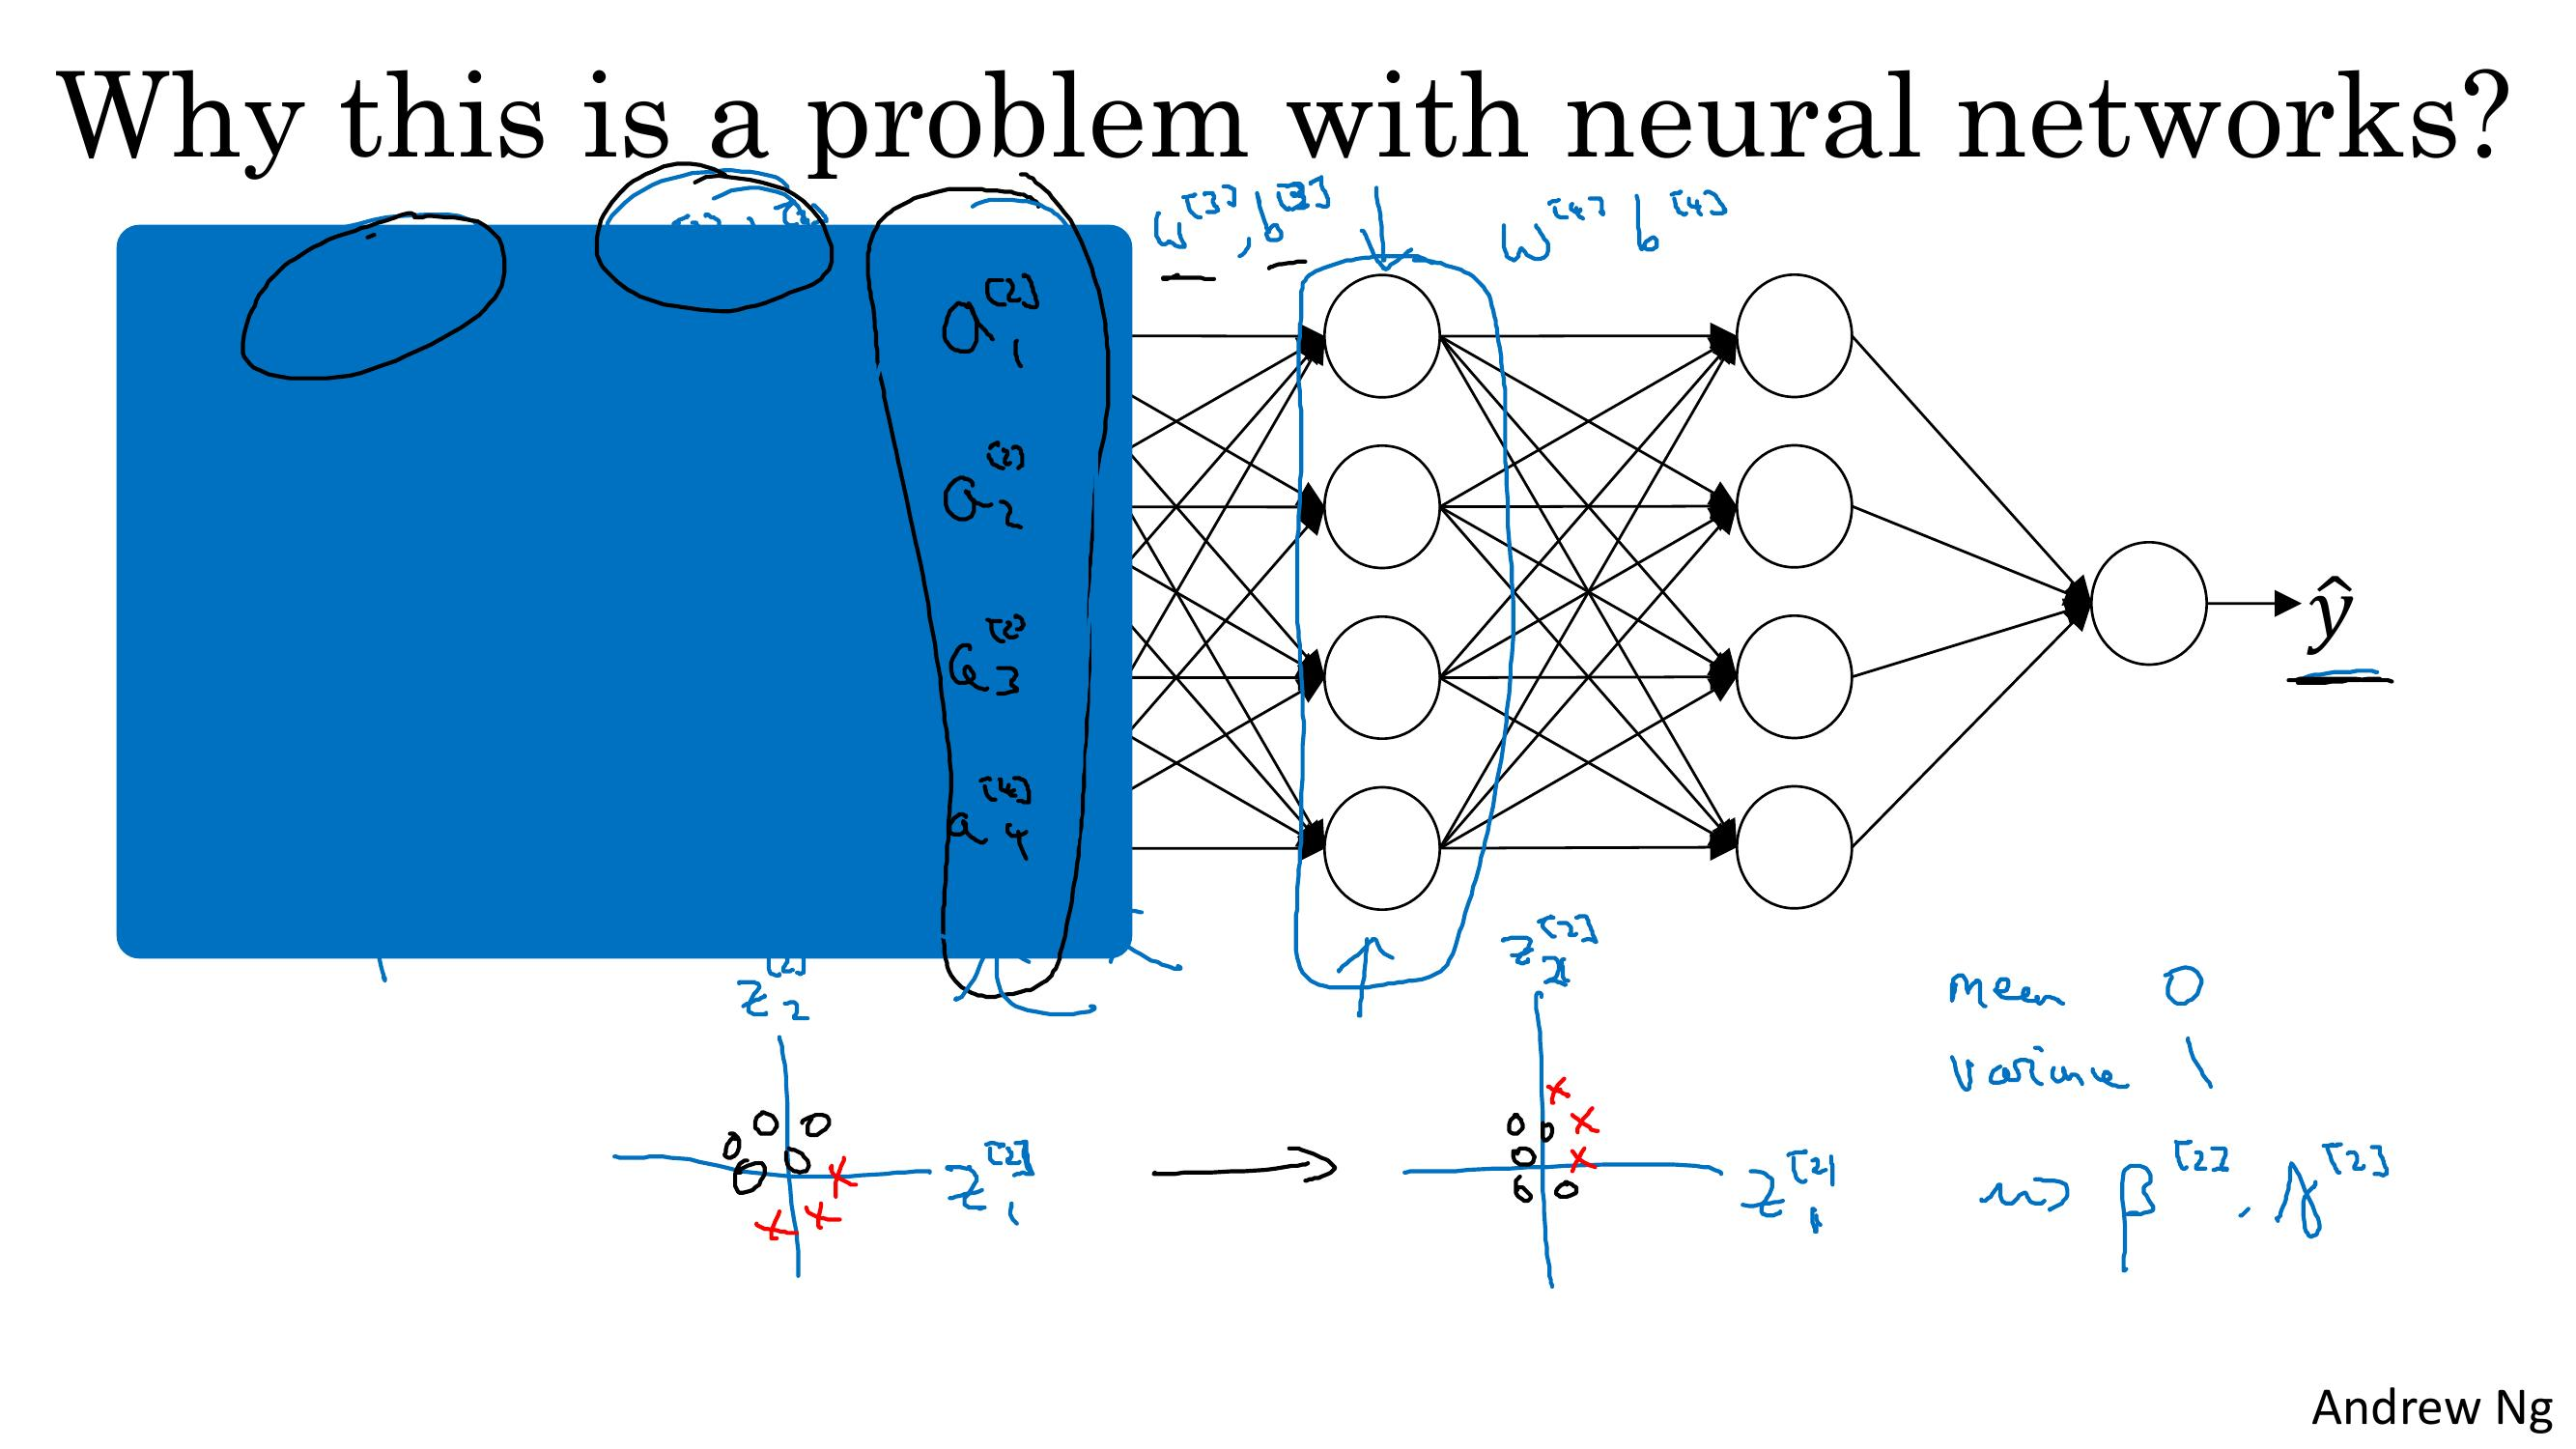 Why this is a problem with neural networks?
w[3], b[3]
W[4] b[4]
a[2]1
a[2]2
a[2]3
a[4]4
ŷ
z[2]2
z[2]1
z[2]
z[2]1
mean 0
variance 1
β[2], γ[2]
Andrew Ng